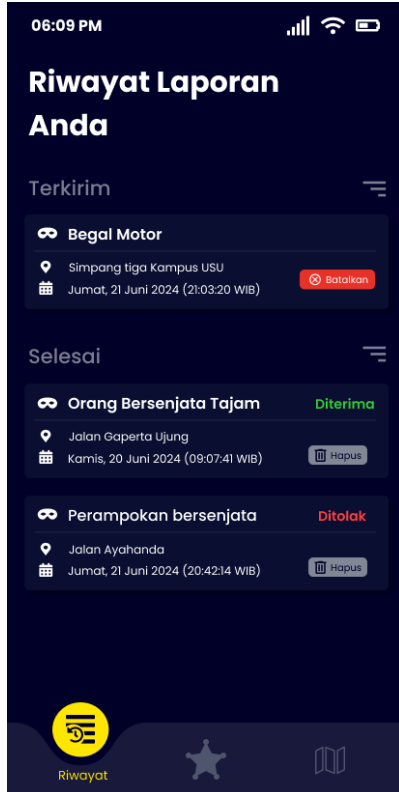 06:09 PM
Riwayat Laporan
Anda
Terkirim
Begal Motor
Simpang tiga Kampus USU
Jumat, 21 Juni 2024 (21:03:20 WIB)
Batalkan
Selesai
Orang Bersenjata Tajam
Diterima
Jalan Gaperta Ujung
Kamis, 20 Juni 2024 (09:07:41 WIB)
Hapus
Perampokan bersenjata
Ditolak
Jalan Ayahanda
Jumat, 21 Juni 2024 (20:42:14 WIB)
Hapus
Riwayat